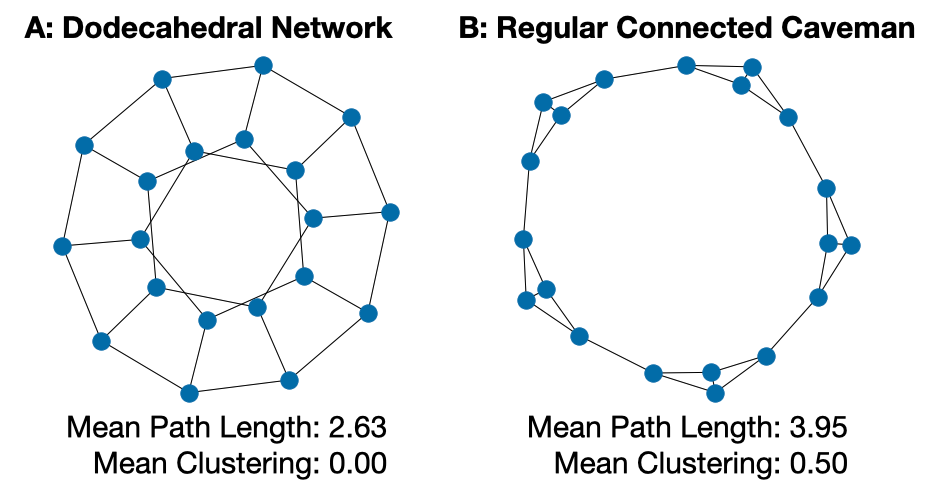 A: Dodecahedral Network
B: Regular Connected Caveman
Mean Path Length: 2.63
Mean Clustering: 0.00
Mean Path Length: 3.95
Mean Clustering: 0.50